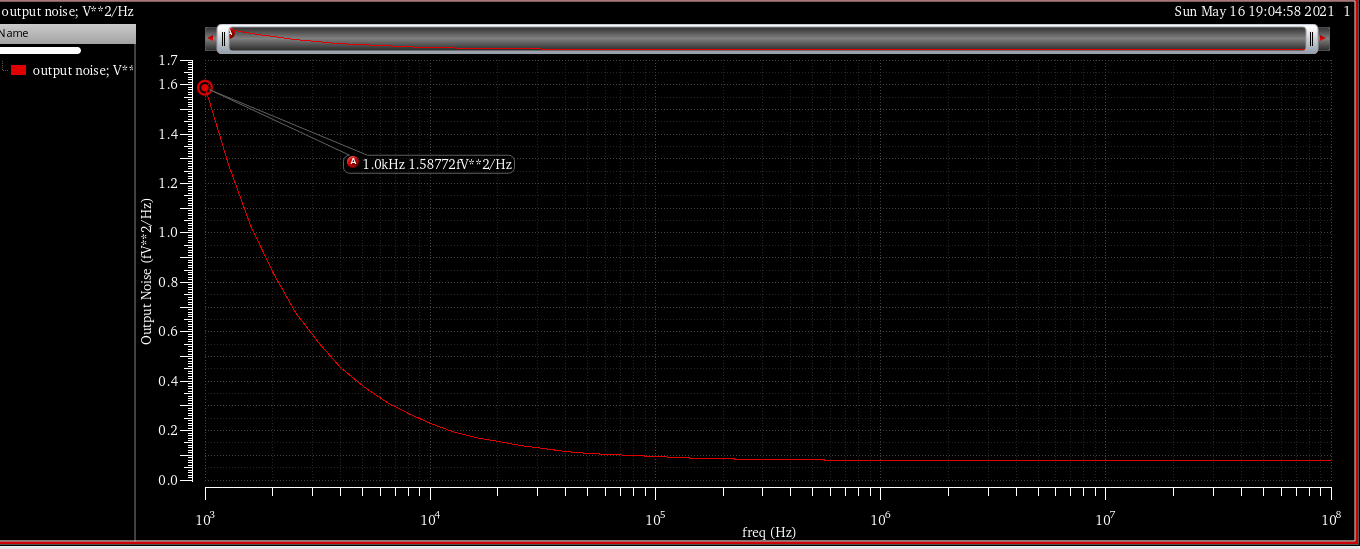 output noise; V**2/Hz
Sun May 16 19:04:58 2021 1
Name
output noise; V**
A
1.7
1.6
1.4
1.2
1.0
0.8
0.6
0.4
0.2
0.0
Output Noise (fV**2/Hz)
A 1.0kHz 1.58772fV**2/Hz
10³ 10⁴ 10⁵ 10⁶ 10⁷ 10⁸
freq (Hz)